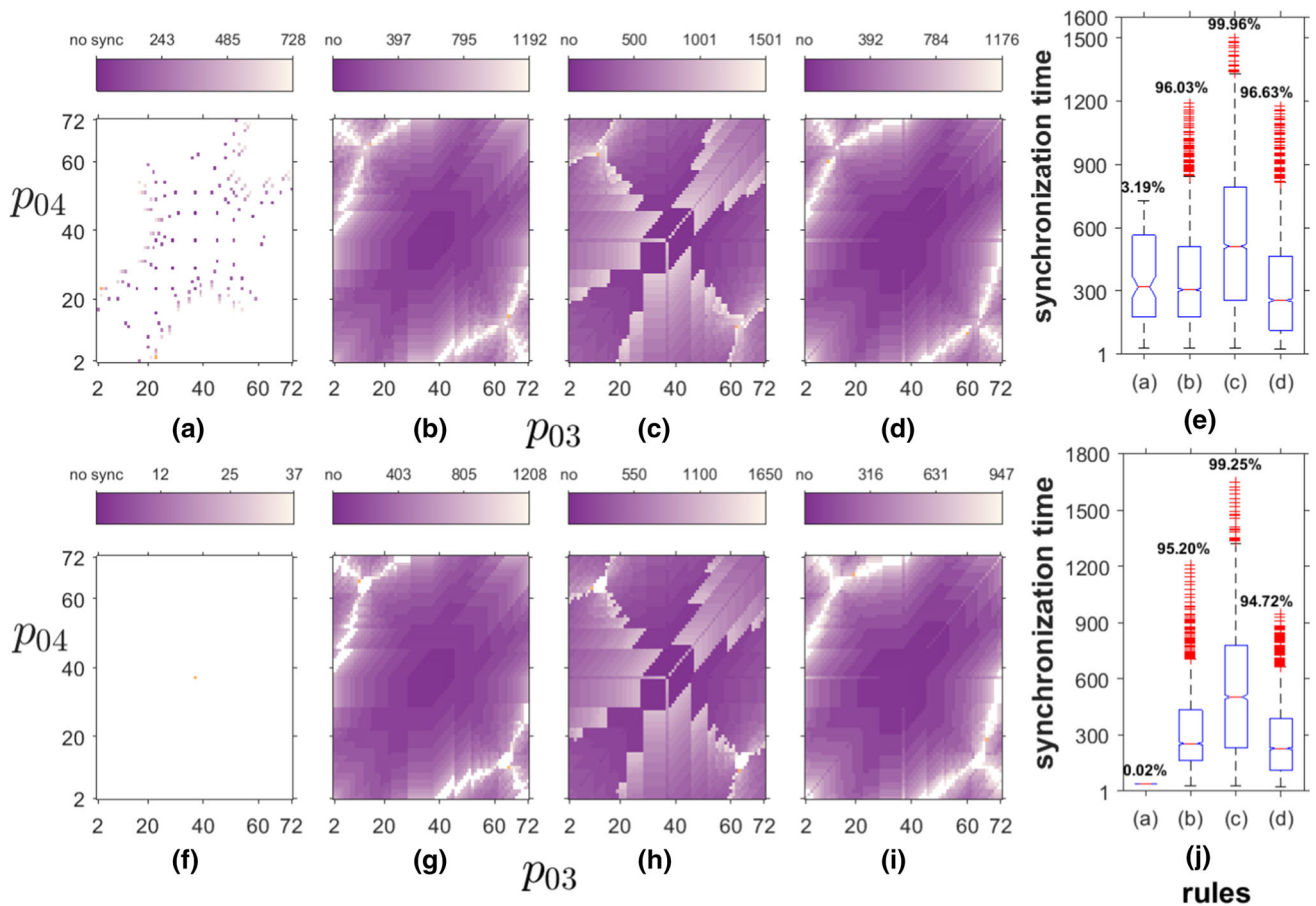 no sync 243 485 728
no 397 795 1192
no 500 1001 1501
no 392 784 1176
72
60
p04
40
20
2
2 20 40 60 72
2 20 40 60 72
2 20 40 60 72
2 20 40 60 72
(a)
(b)
p03
(c)
(d)
synchronization time
1600
1500
1200
900
600
300
1
3.19%
96.03%
99.96%
96.63%
(a) (b) (c) (d)
(e)
no sync 12 25 37
no 403 805 1208
no 550 1100 1650
no 316 631 947
72
60
p04
40
20
2
2 20 40 60 72
2 20 40 60 72
2 20 40 60 72
2 20 40 60 72
(f)
(g)
p03
(h)
(i)
synchronization time
1800
1500
1200
900
600
300
1
0.02%
95.20%
99.25%
94.72%
(a) (b) (c) (d)
(j)
rules